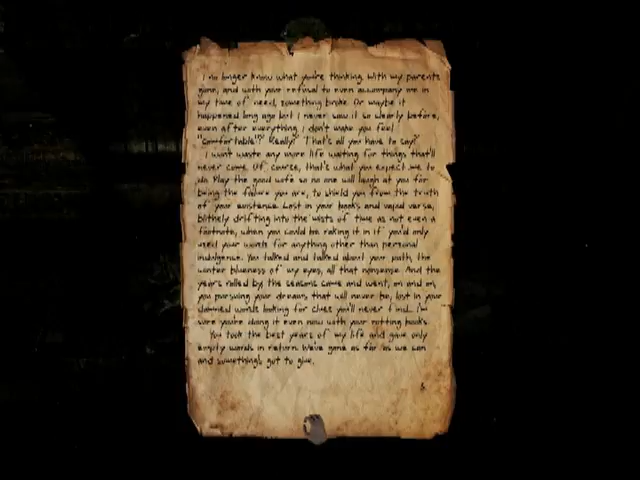 I no longer know what you're thinking. With my parents
gone, and with your refusal to even accompany me in
my time of need, something broke. Or maybe it
happened long ago but I never saw it so clearly before,
even after everything. I don't make you feel
"comfortable"? Really? That's all you have to say?
I won't waste any more life waiting for things that'll
never come. Of course, that's what you expect me to
do. Play the good wife so no one will laugh at you for
being the failure you are, to shield you from the truth
of your existence. Lost in your books and vapid verse,
blithely drifting into the mists of time as not even a
footnote, when you could be raking it in if you'd only
used your words for anything other than personal
indulgence. You talked and talked about your path, the
winter blueness of my eyes, all that nonsense. And the
years rolled by, the seasons came and went, on and on,
you pursuing your dreams that will never be, lost in your
damned words looking for clues you'll never find. I'm
sure you're doing it even now with your rotting books.
You took the best years of my life and gave only
empty words in return. We've gone as far as we can
and something's got to give.